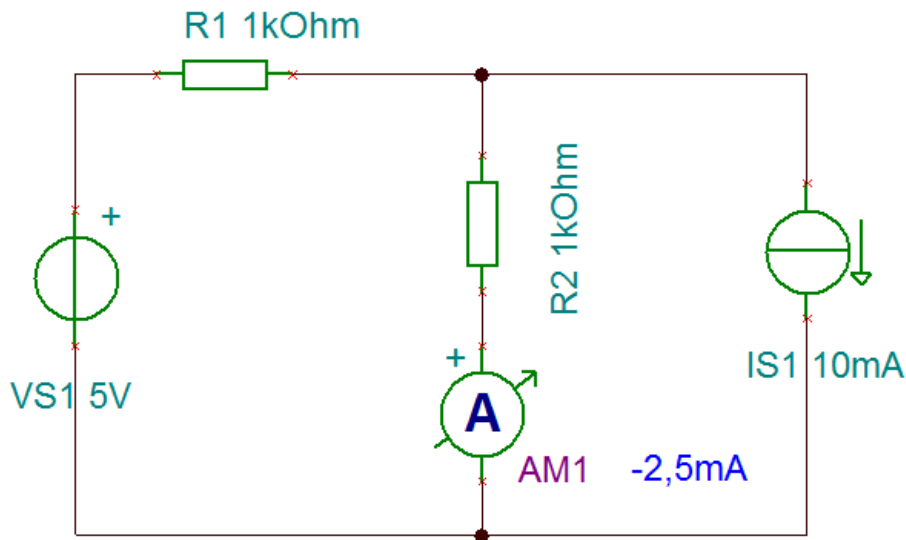 R1 1kOhm
R2 1kOhm
+
VS1 5V
+
A
AM1 -2,5mA
IS1 10mA